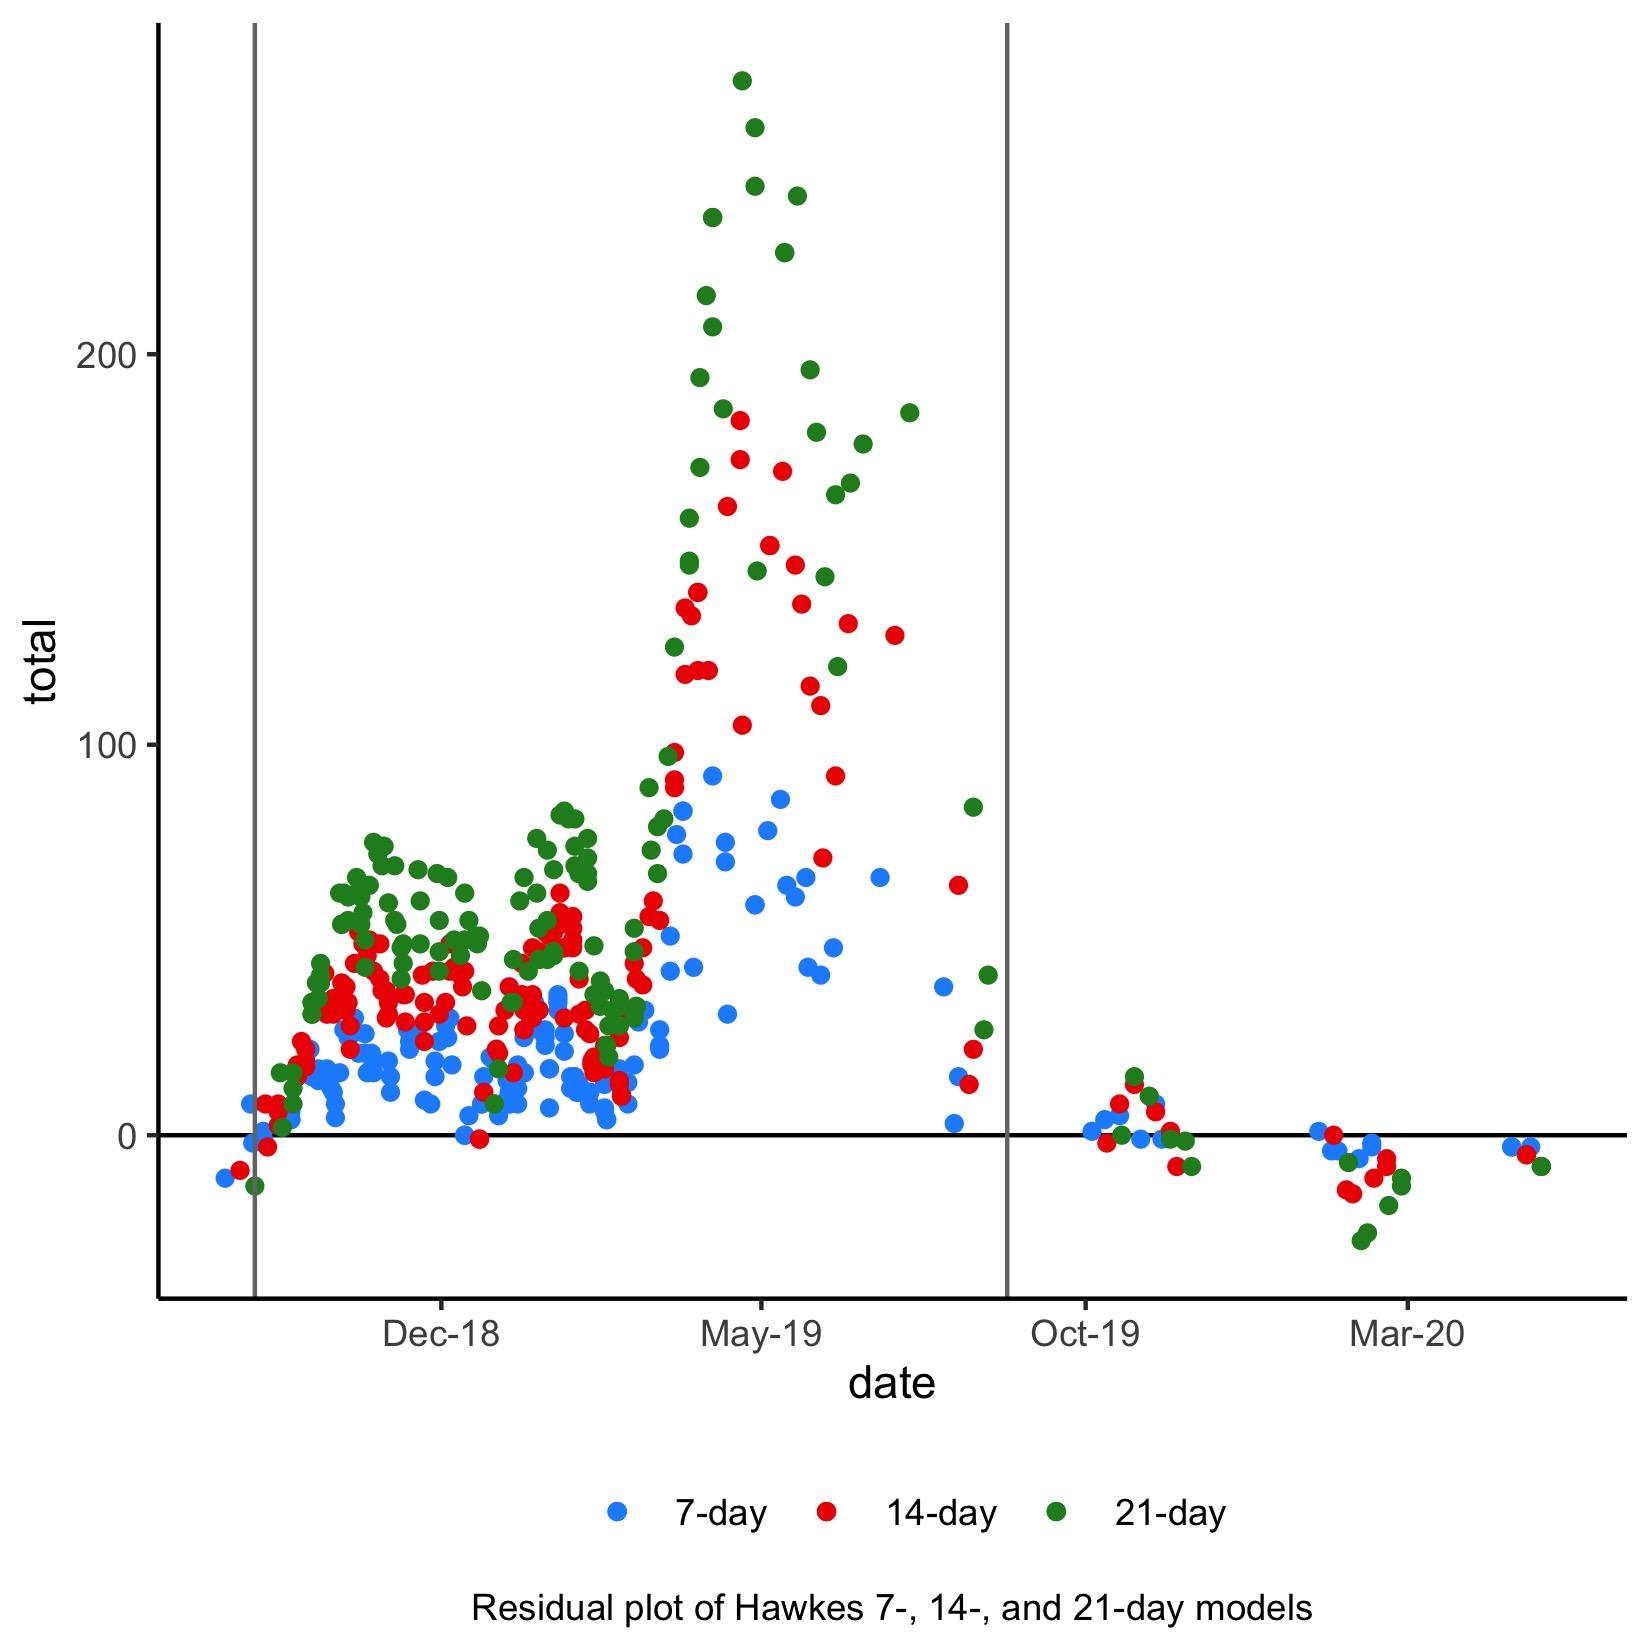 total
200
100
0
Dec-18
May-19
Oct-19
Mar-20
date
7-day
14-day
21-day
Residual plot of Hawkes 7-, 14-, and 21-day models